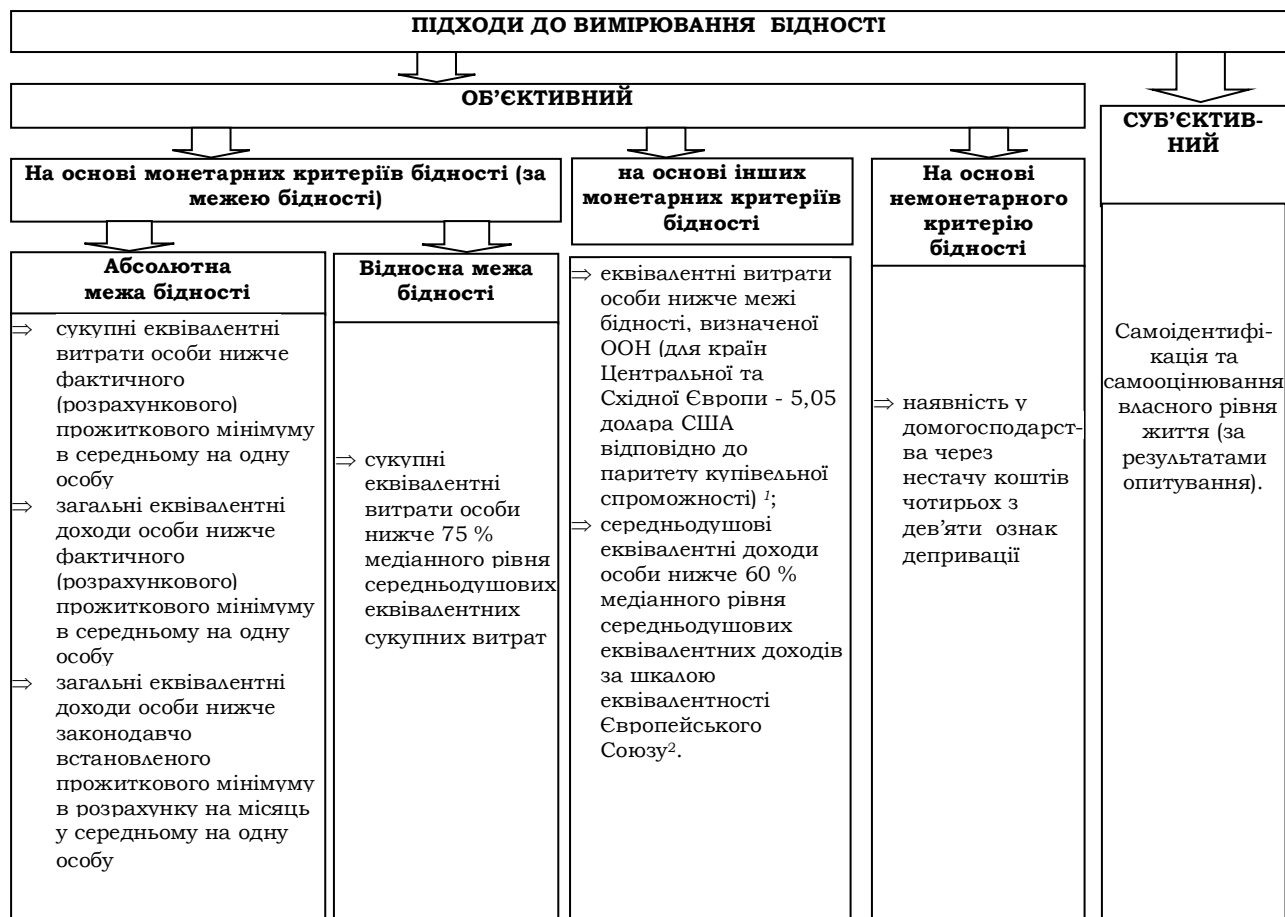 ПІДХОДИ ДО ВИМІРЮВАННЯ БІДНОСТІ
ОБ’ЄКТИВНИЙ
СУБ’ЄКТИВ-
НИЙ
На основі монетарних критеріїв бідності (за
межею бідності)
на основі інших
монетарних критеріїв
бідності
На основі
немонетарного
критерію
бідності
Абсолютна
межа бідності
⇒ сукупні еквівалентні
витрати особи нижче
фактичного
(розрахункового)
прожиткового мінімуму
в середньому на одну
особу
⇒ загальні еквівалентні
доходи особи нижче
фактичного
(розрахункового)
прожиткового мінімуму
в середньому на одну
особу
⇒ загальні еквівалентні
доходи особи нижче
законодавчо
встановленого
прожиткового мінімуму
в розрахунку на місяць
у середньому на одну
особу
Відносна межа
бідності
⇒ сукупні
еквівалентні
витрати особи
нижче 75 %
медіанного рівня
середньодушових
еквівалентних
сукупних витрат
⇒ еквівалентні витрати
особи нижче межі
бідності, визначеної
ООН (для країн
Центральної та
Східної Європи - 5,05
долара США
відповідно до
паритету купівельної
спроможності) ¹;
⇒ середньодушові
еквівалентні доходи
особи нижче 60 %
медіанного рівня
середньодушових
еквівалентних доходів
за шкалою
еквівалентності
Європейського
Союзу².
⇒ наявність у
домогосподарст-
ва через
нестачу коштів
чотирьох з
дев’яти ознак
депривації
Самоідентифі-
кація та
самооцінювання
власного рівня
життя (за
результатами
опитування).